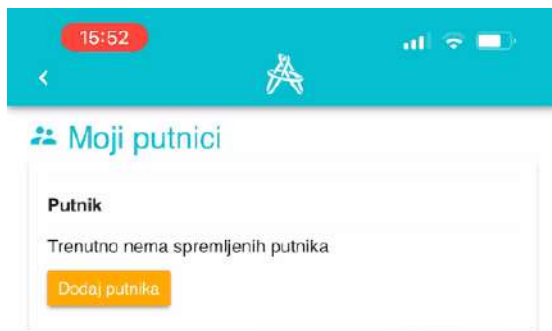 15:52
Moji putnici
Putnik
Trenutno nema spremljenih putnika
Dodaj putnika